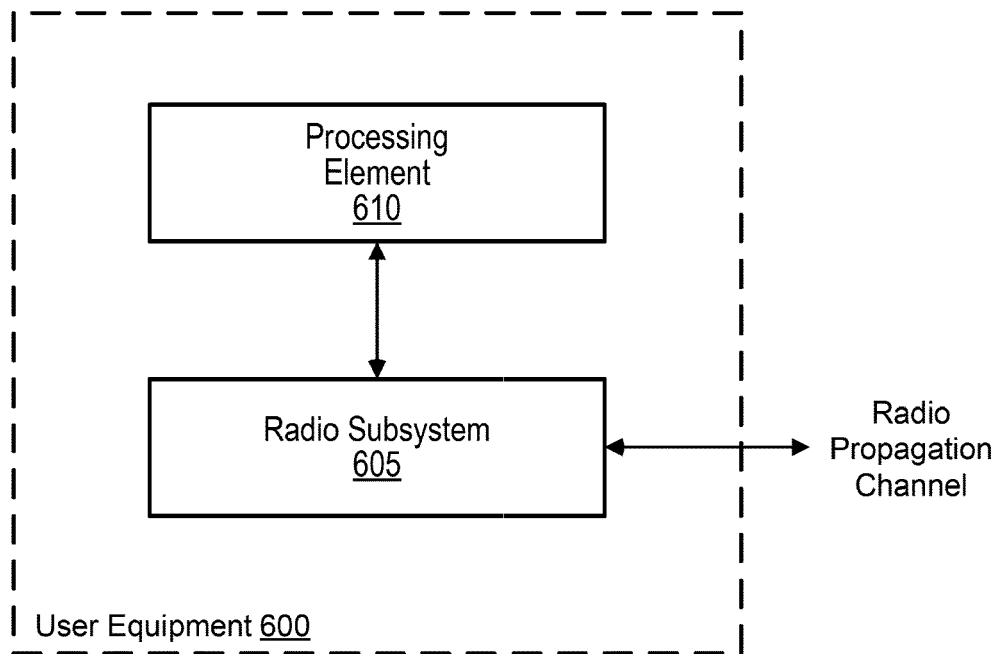 Processing
Element
610
Radio Subsystem
605
Radio
Propagation
Channel
User Equipment 600